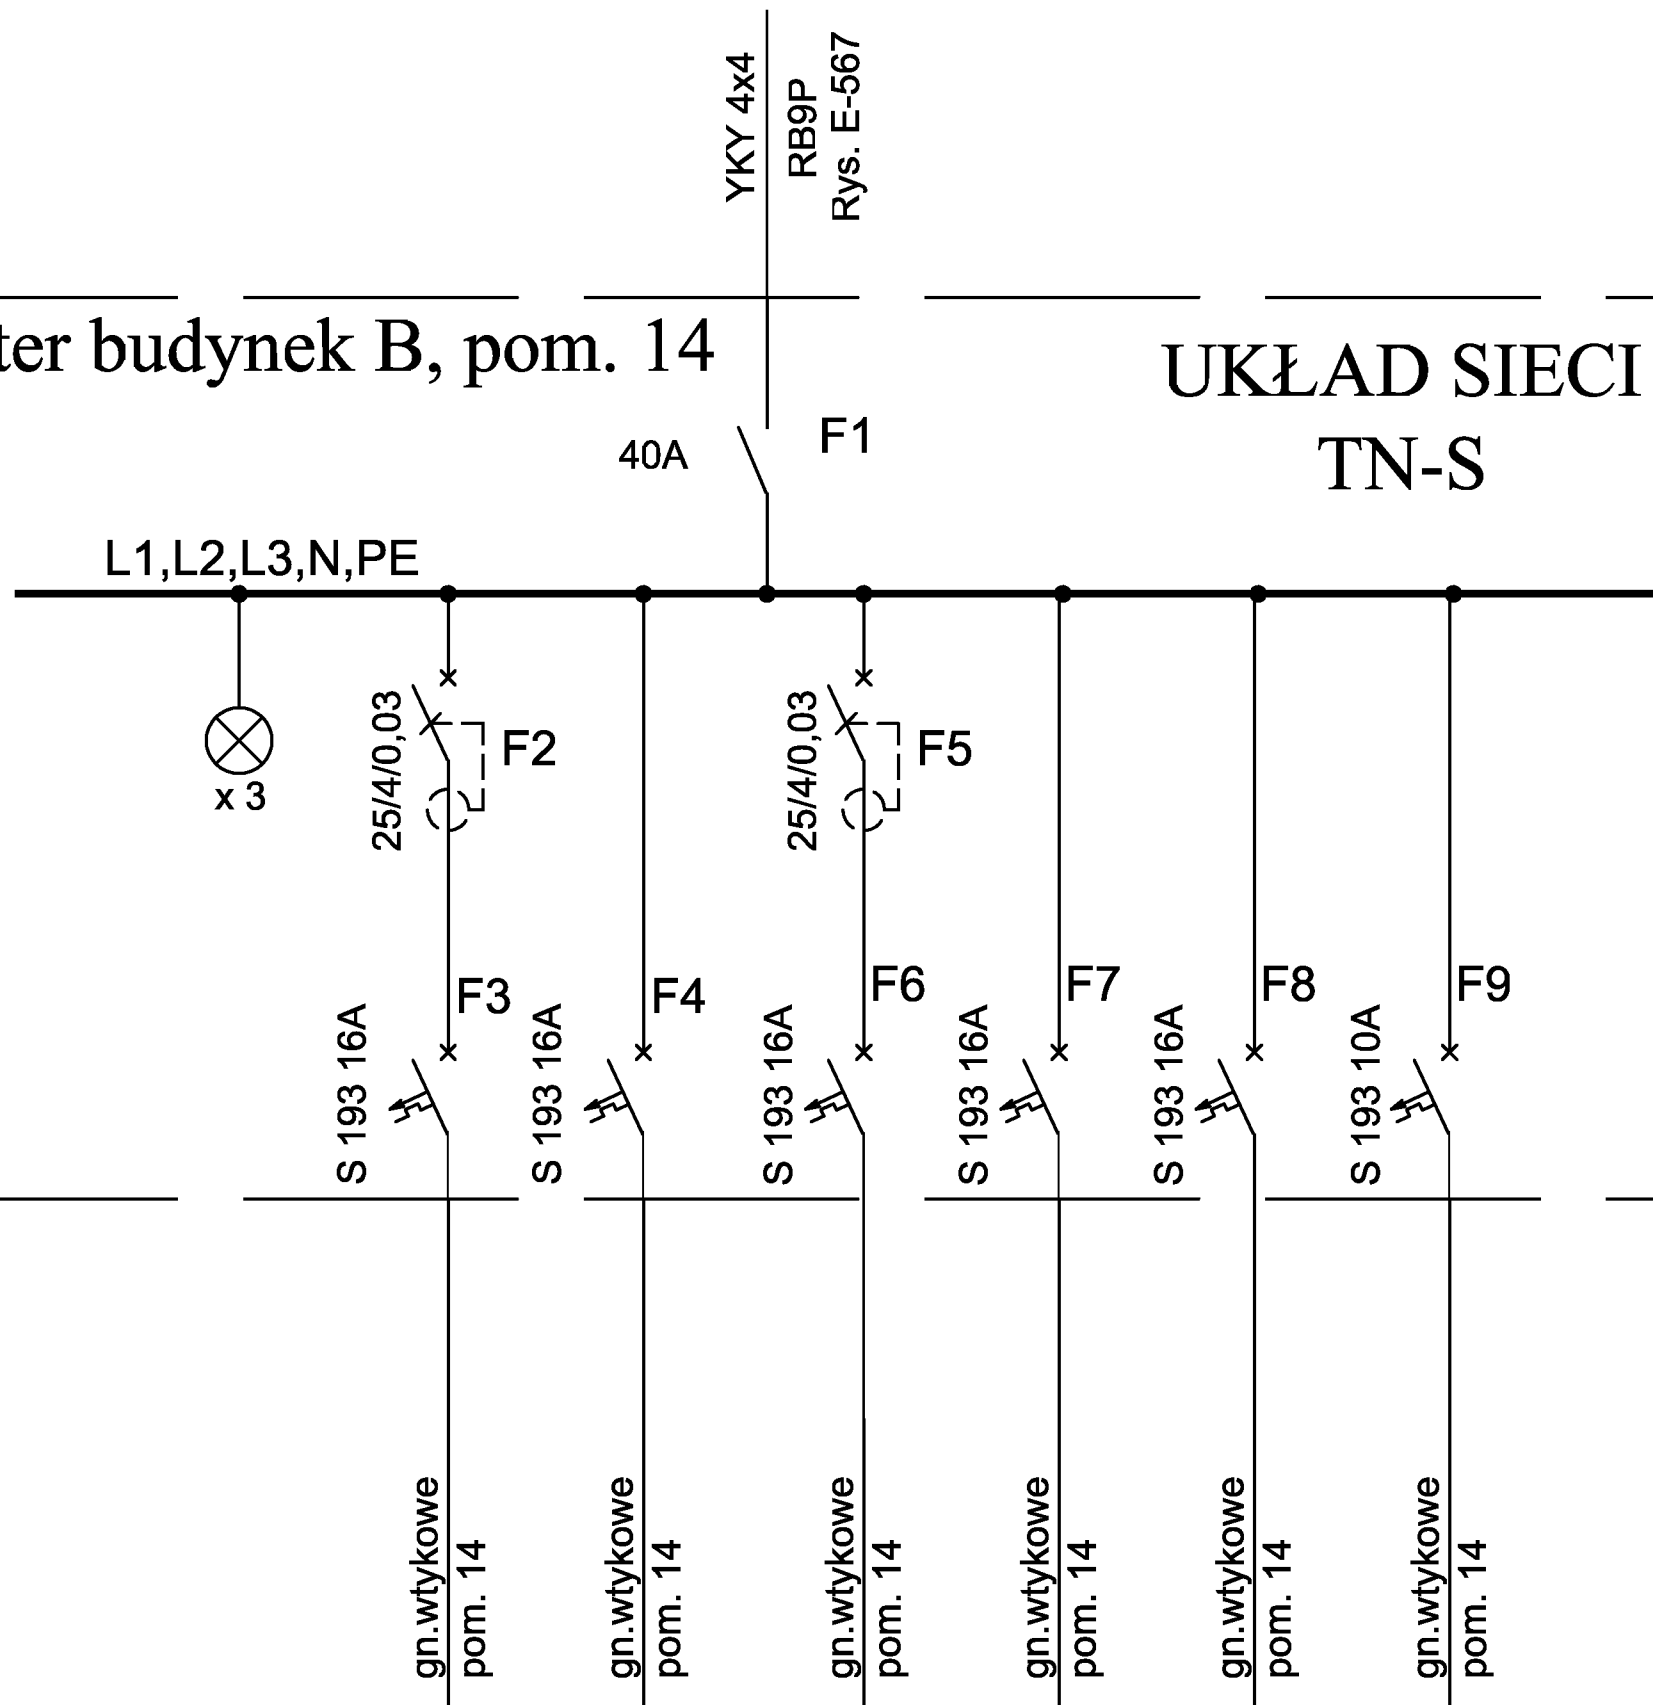 YKY 4x4
RB9P
Rys. E-567
ter budynek B, pom. 14
UKŁAD SIECI
TN-S
40A
F1
L1,L2,L3,N,PE
x 3
25/4/0,03
F2
25/4/0,03
F5
F3
F4
F6
F7
F8
F9
S 193 16A
S 193 16A
S 193 16A
S 193 16A
S 193 16A
S 193 10A
gn.wtykowe
pom. 14
gn.wtykowe
pom. 14
gn.wtykowe
pom. 14
gn.wtykowe
pom. 14
gn.wtykowe
pom. 14
gn.wtykowe
pom. 14